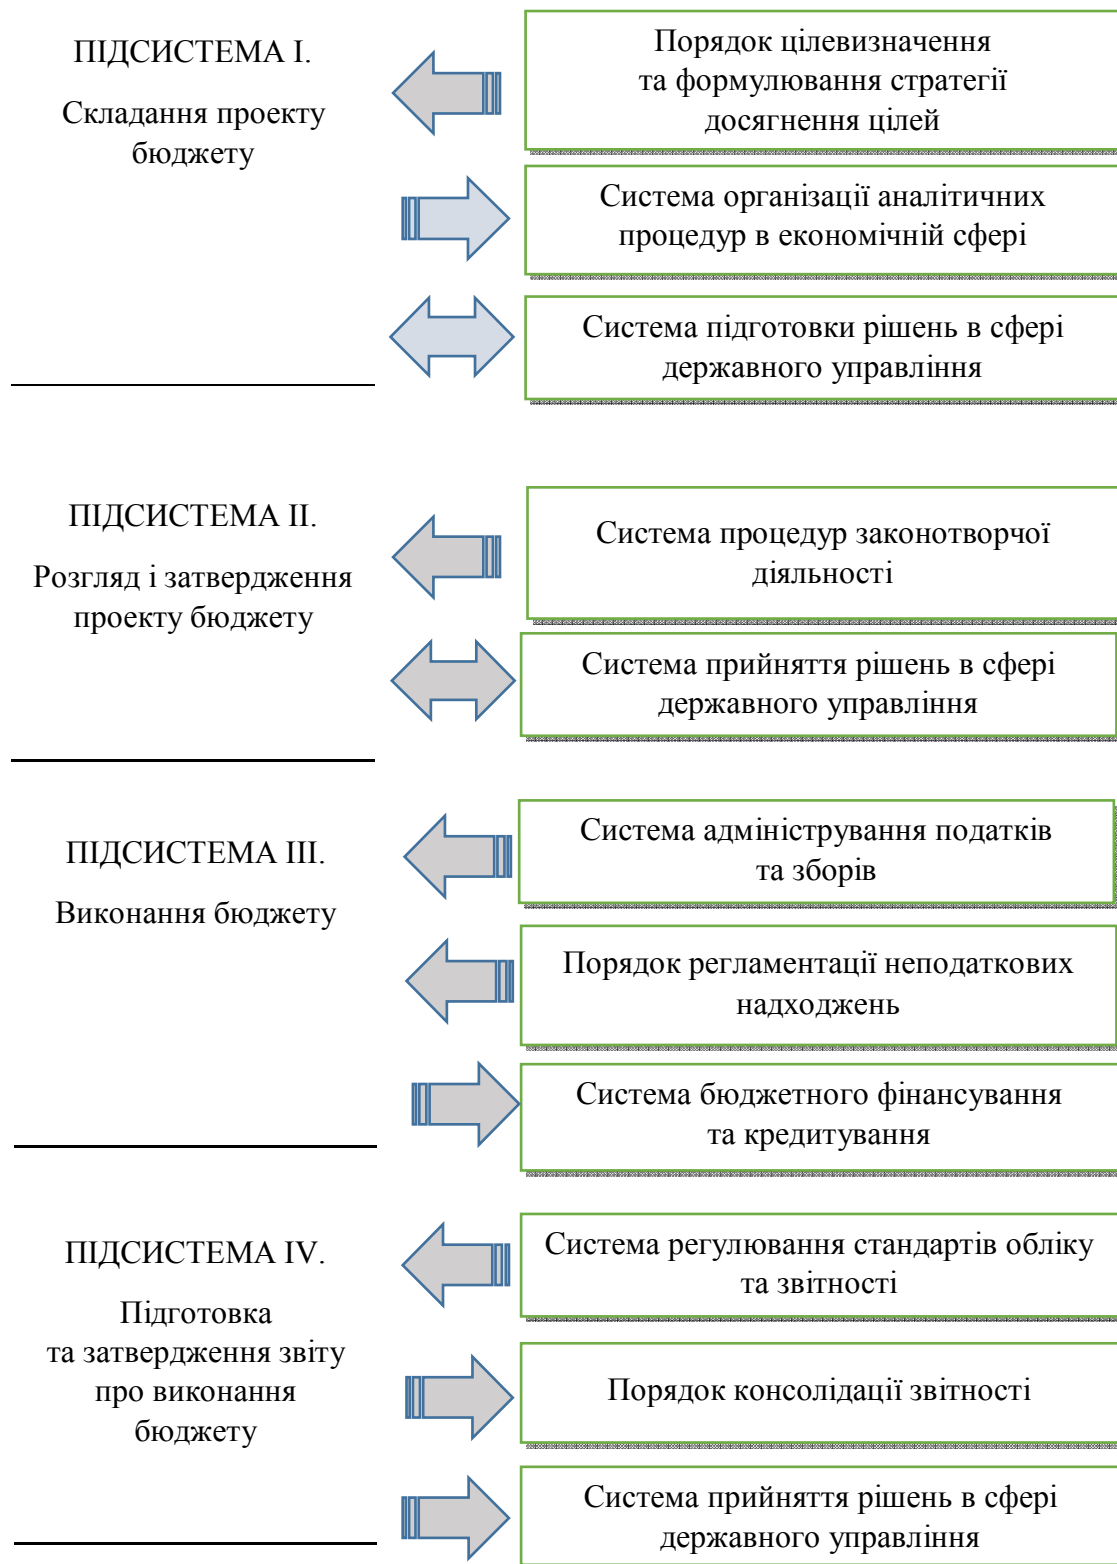 ПІДСИСТЕМА I.
Складання проекту
бюджету
Порядок цілевизначення
та формулювання стратегії
досягнення цілей
Система організації аналітичних
процедур в економічній сфері
Система підготовки рішень в сфері
державного управління
ПІДСИСТЕМА II.
Розгляд і затвердження
проекту бюджету
Система процедур законотворчої
діяльності
Система прийняття рішень в сфері
державного управління
ПІДСИСТЕМА III.
Виконання бюджету
Система адміністрування податків
та зборів
Порядок регламентації неподаткових
надходжень
Система бюджетного фінансування
та кредитування
ПІДСИСТЕМА IV.
Підготовка
та затвердження звіту
про виконання
бюджету
Система регулювання стандартів обліку
та звітності
Порядок консолідації звітності
Система прийняття рішень в сфері
державного управління